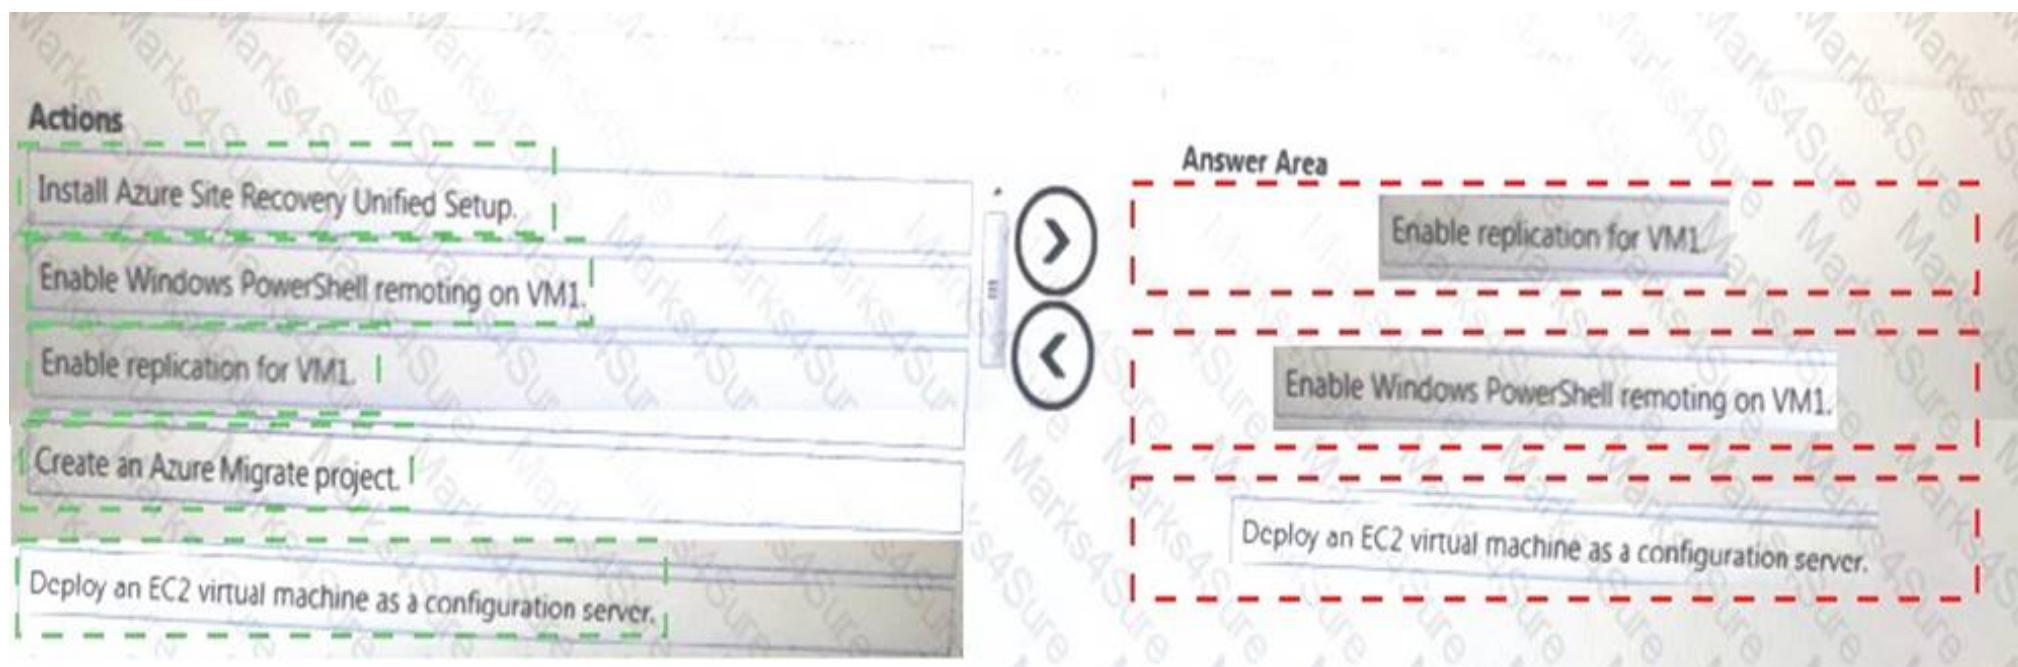 Actions
Install Azure Site Recovery Unified Setup.
Enable Windows PowerShell remoting on VM1.
Enable replication for VM1.
Create an Azure Migrate project.
Deploy an EC2 virtual machine as a configuration server.
Answer Area
Enable replication for VM1.
Enable Windows PowerShell remoting on VM1.
Deploy an EC2 virtual machine as a configuration server.
Marks4Sure